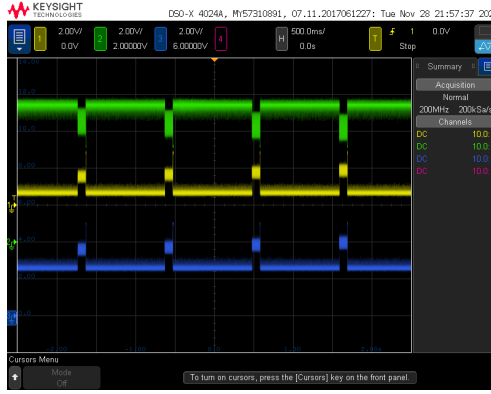 KEYSIGHT
TECHNOLOGIES
DSO-X 4024A, MY57310891, 07.11.2017061227: Tue Nov 28 21:57:37 202
1 2.00V/ 0.0V
2 2.00V/ 2.00000V
3 2.00V/ 6.00000V
4
H 500.0ms/ 0.0s
T 1 0.0V
Stop
Summary
Acquisition
Normal
200MHz 200kSa/s
Channels
DC 10.0:
DC 10.0:
DC 10.0:
DC 10.0:
Cursors Menu
Mode
Off
To turn on cursors, press the [Cursors] key on the front panel.